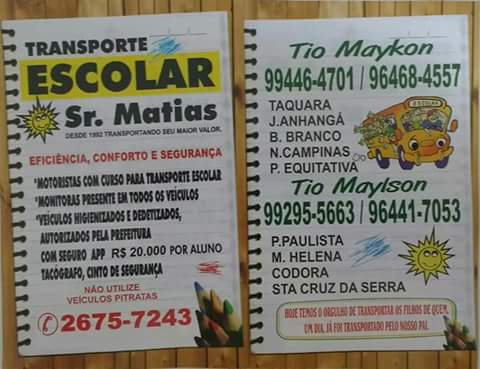 TRANSPORTE
ESCOLAR
Sr. Matias
DESDE 1992 TRANSPORTANDO SEU MAIOR VALOR.
EFICIÊNCIA, CONFORTO E SEGURANÇA
*MOTORISTAS COM CURSO PARA TRANSPORTE ESCOLAR
*MONITORAS PRESENTE EM TODOS OS VEÍCULOS
*VEÍCULOS HIGIENIZADOS E DEDETIZADOS,
AUTORIZADOS PELA PREFEITURA
COM SEGURO APP R$ 20.000 POR ALUNO
TACÓGRAFO, CINTO DE SEGURANÇA
NÃO UTILIZE
VEÍCULOS PITRATAS
2675-7243
Tio Maykon
99446-4701 / 96468-4557
TAQUARA
J.ANHANGÁ
B. BRANCO
N.CAMPINAS
P. EQUITATIVA
ESCOLAR
Tio Maylson
99295-5663 / 96441-7053
P.PAULISTA
M. HELENA
CODORA
STA CRUZ DA SERRA
HOJE TEMOS O ORGULHO DE TRANSPORTAR OS FILHOS DE QUEM,
UM DIA, JÁ FOI TRANSPORTADO PELO NOSSO PAI.